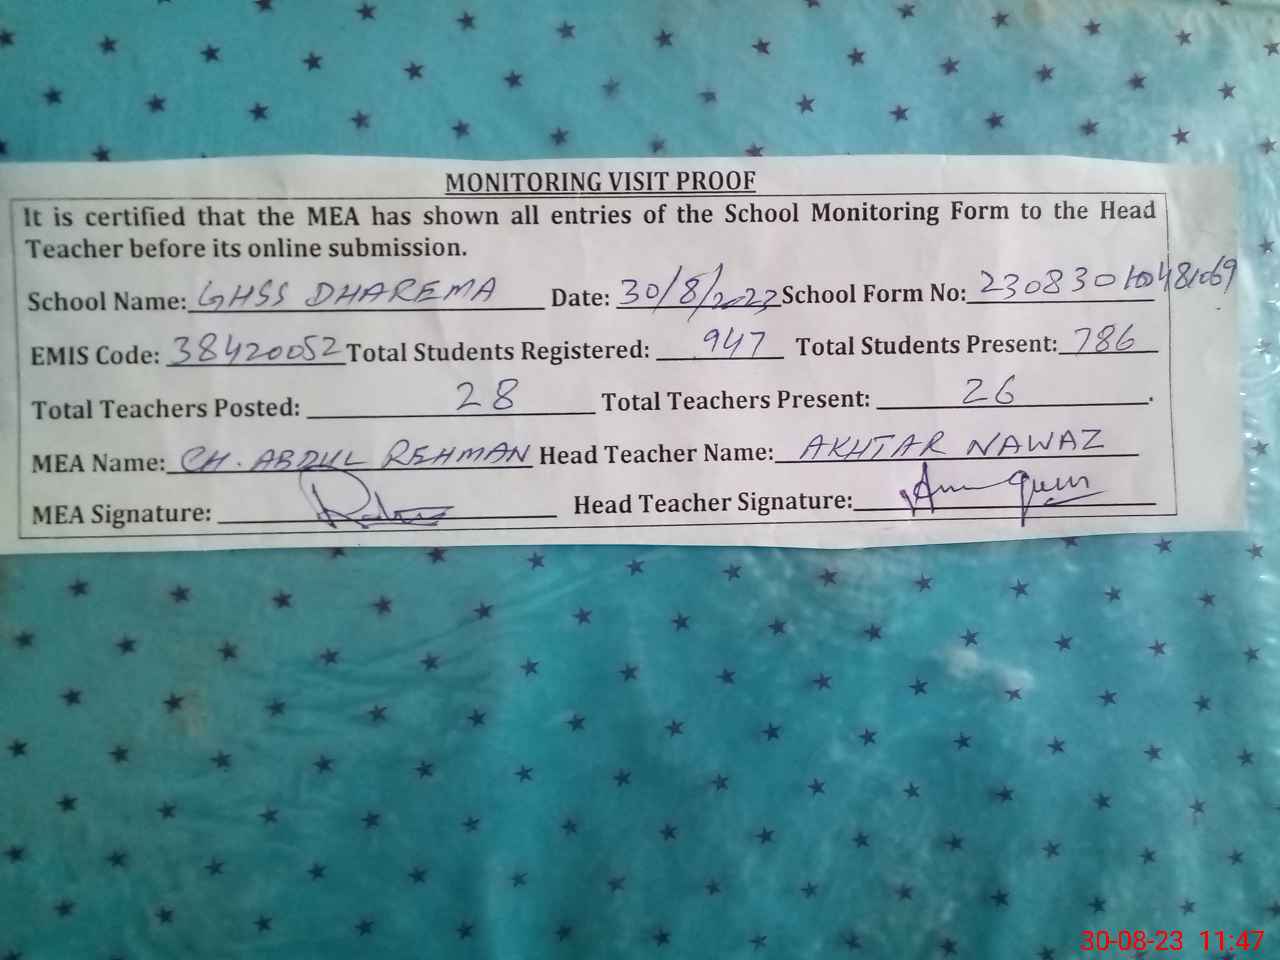 MONITORING VISIT PROOF
It is certified that the MEA has shown all entries of the School Monitoring Form to the Head
Teacher before its online submission.
School Name: GHSS DHAREMA Date: 30/8/2023 School Form No:
EMIS Code: 38420052 Total Students Registered: 947 Total Students Present: 786
Total Teachers Posted: 28 Total Teachers Present: 26.
MEA Name: CH. ABDUL REHMAN Head Teacher Name: AKHTAR NAWAZ
MEA Signature: Head Teacher Signature:
30-08-23 11:47